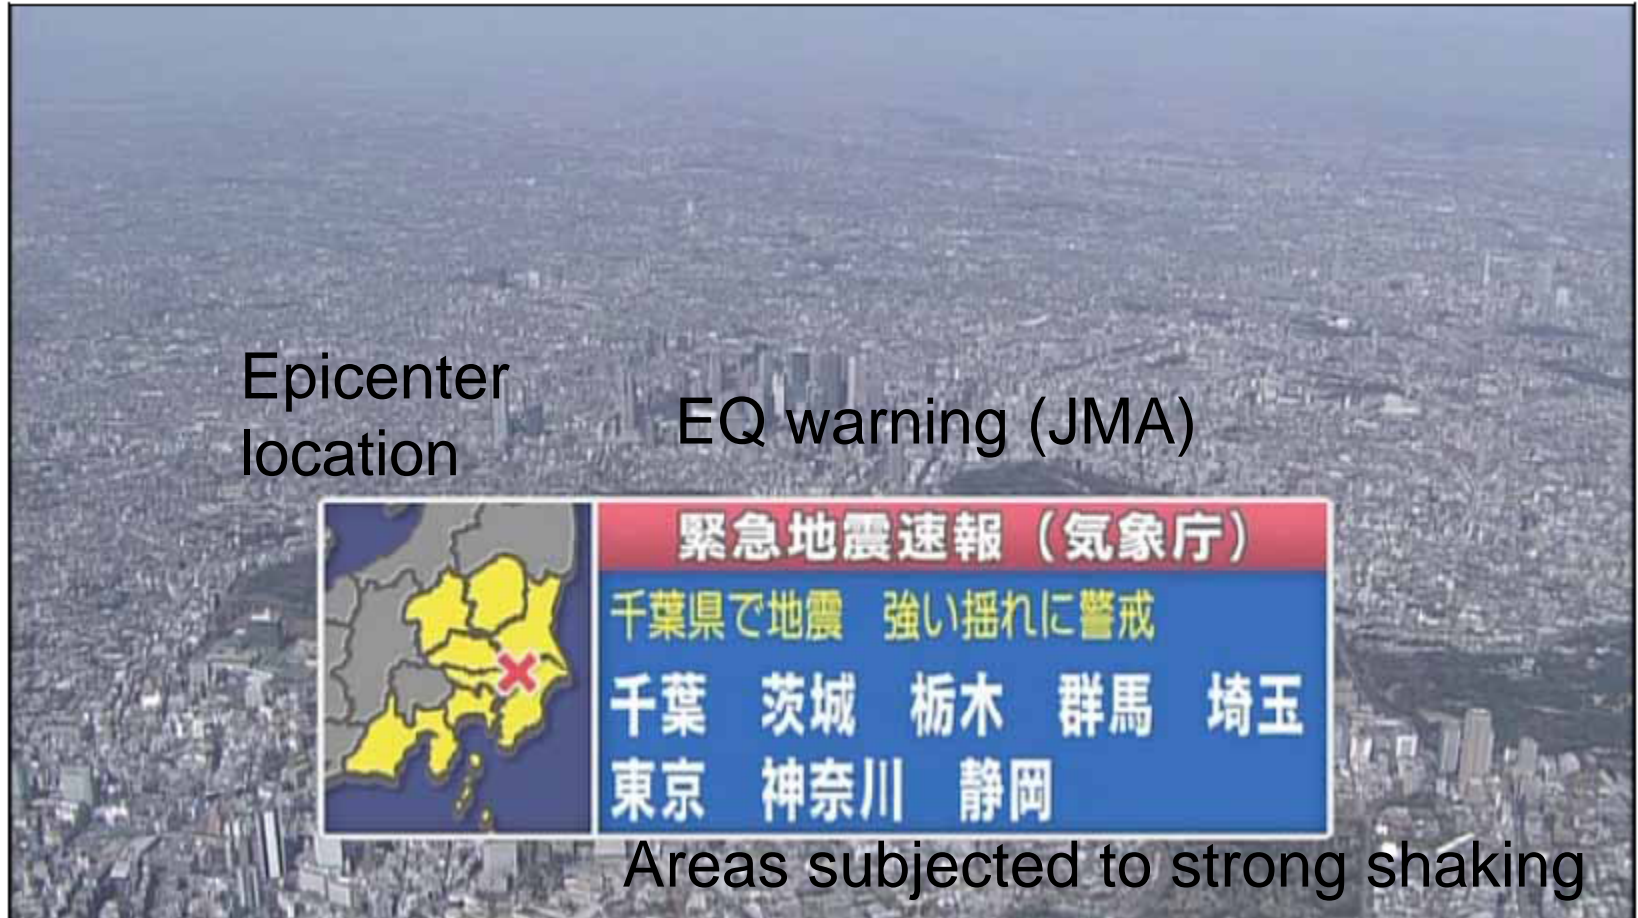 Epicenter
location
EQ warning (JMA)
緊急地震速報（気象庁）
千葉県で地震　強い揺れに警戒
千葉　茨城　栃木　群馬　埼玉
東京　神奈川　静岡
Areas subjected to strong shaking